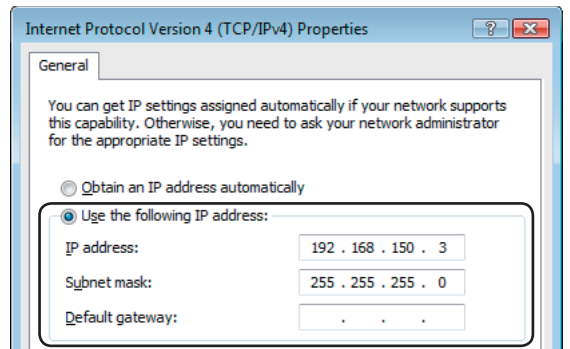 Internet Protocol Version 4 (TCP/IPv4) Properties
General
You can get IP settings assigned automatically if your network supports
this capability. Otherwise, you need to ask your network administrator
for the appropriate IP settings.
Obtain an IP address automatically
Use the following IP address:
IP address: 192 . 168 . 150 . 3
Subnet mask: 255 . 255 . 255 . 0
Default gateway: . . .